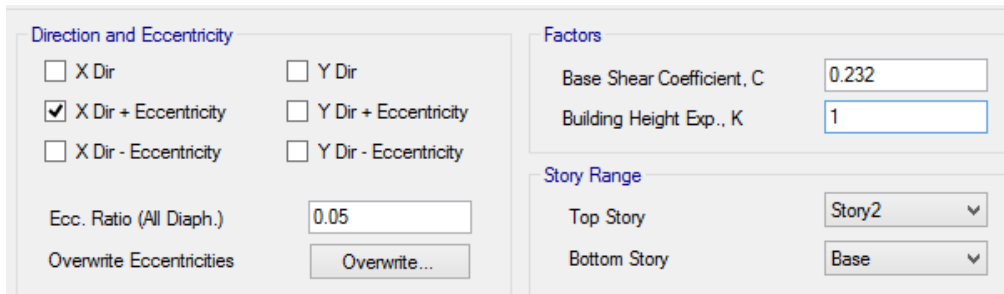 Direction and Eccentricity
X Dir
Y Dir
X Dir + Eccentricity
Y Dir + Eccentricity
X Dir - Eccentricity
Y Dir - Eccentricity
Ecc. Ratio (All Diaph.)
0.05
Overwrite Eccentricities
Overwrite...
Factors
Base Shear Coefficient, C
0.232
Building Height Exp., K
1
Story Range
Top Story
Story2
Bottom Story
Base